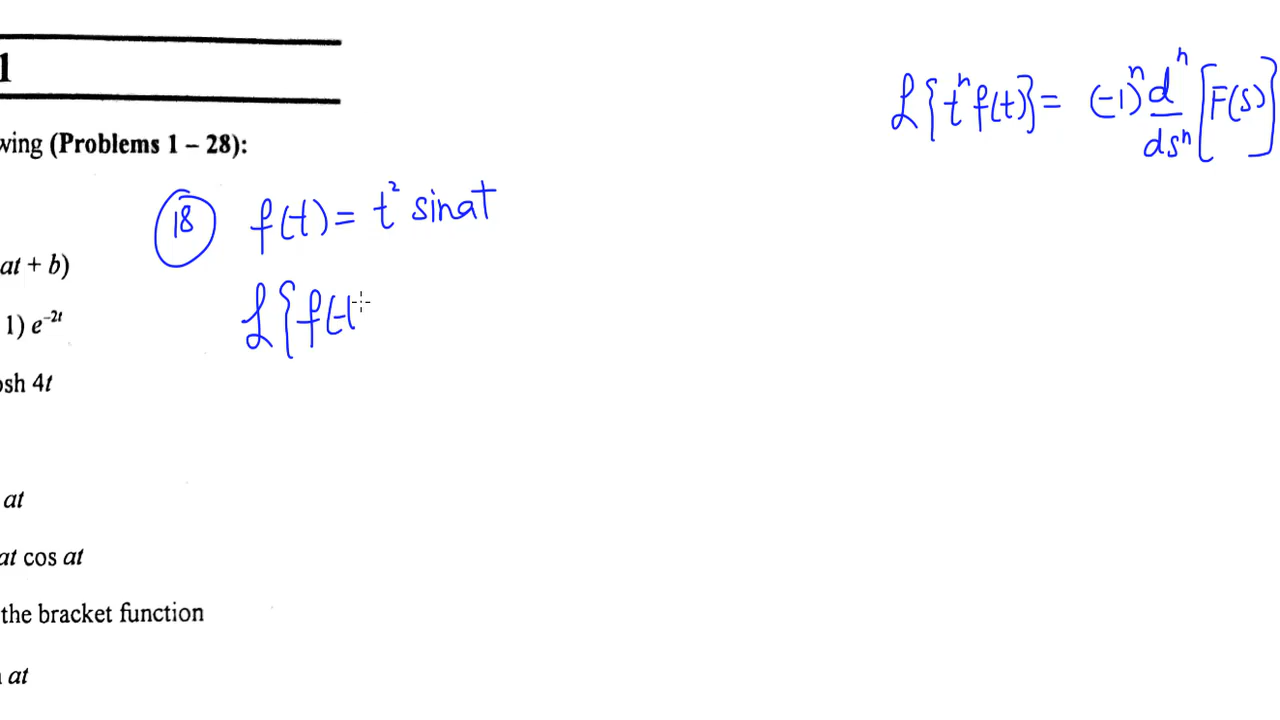 1
wing (Problems 1 – 28):
ℒ{tⁿ f(t)} = (-1)ⁿ dⁿ/dsⁿ [F(s)]
18 f(t) = t² sinat
at + b)
ℒ{f(t
1) e⁻²ᵗ
osh 4t
at
at cos at
the bracket function
at